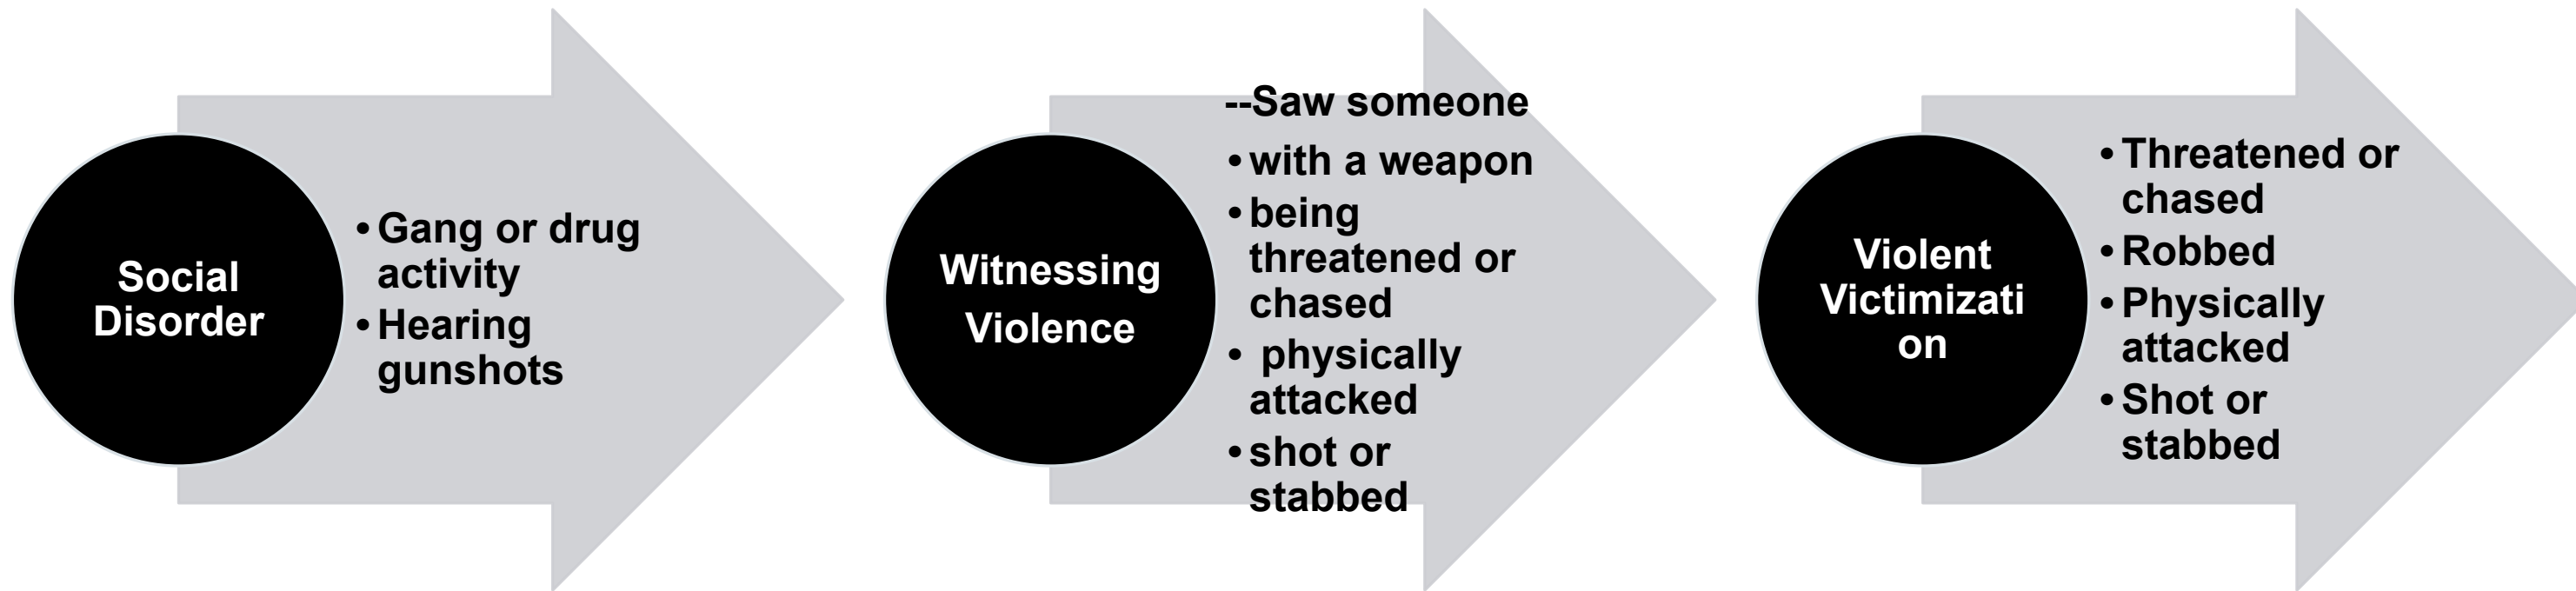 Social
Disorder
•Gang or drug
activity
•Hearing
gunshots
Witnessing
Violence
--Saw someone
•with a weapon
•being
threatened or
chased
• physically
attacked
•shot or
stabbed
Violent
Victimizati
on
•Threatened or
chased
•Robbed
•Physically
attacked
•Shot or
stabbed